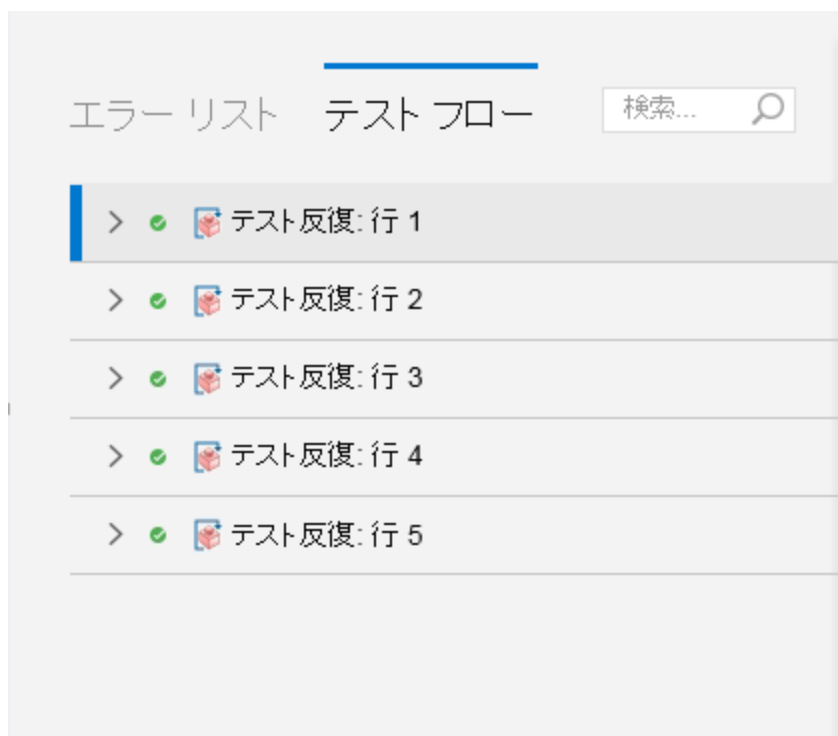 エラー リスト テスト フロー 検索...
テスト反復: 行 1
テスト反復: 行 2
テスト反復: 行 3
テスト反復: 行 4
テスト反復: 行 5